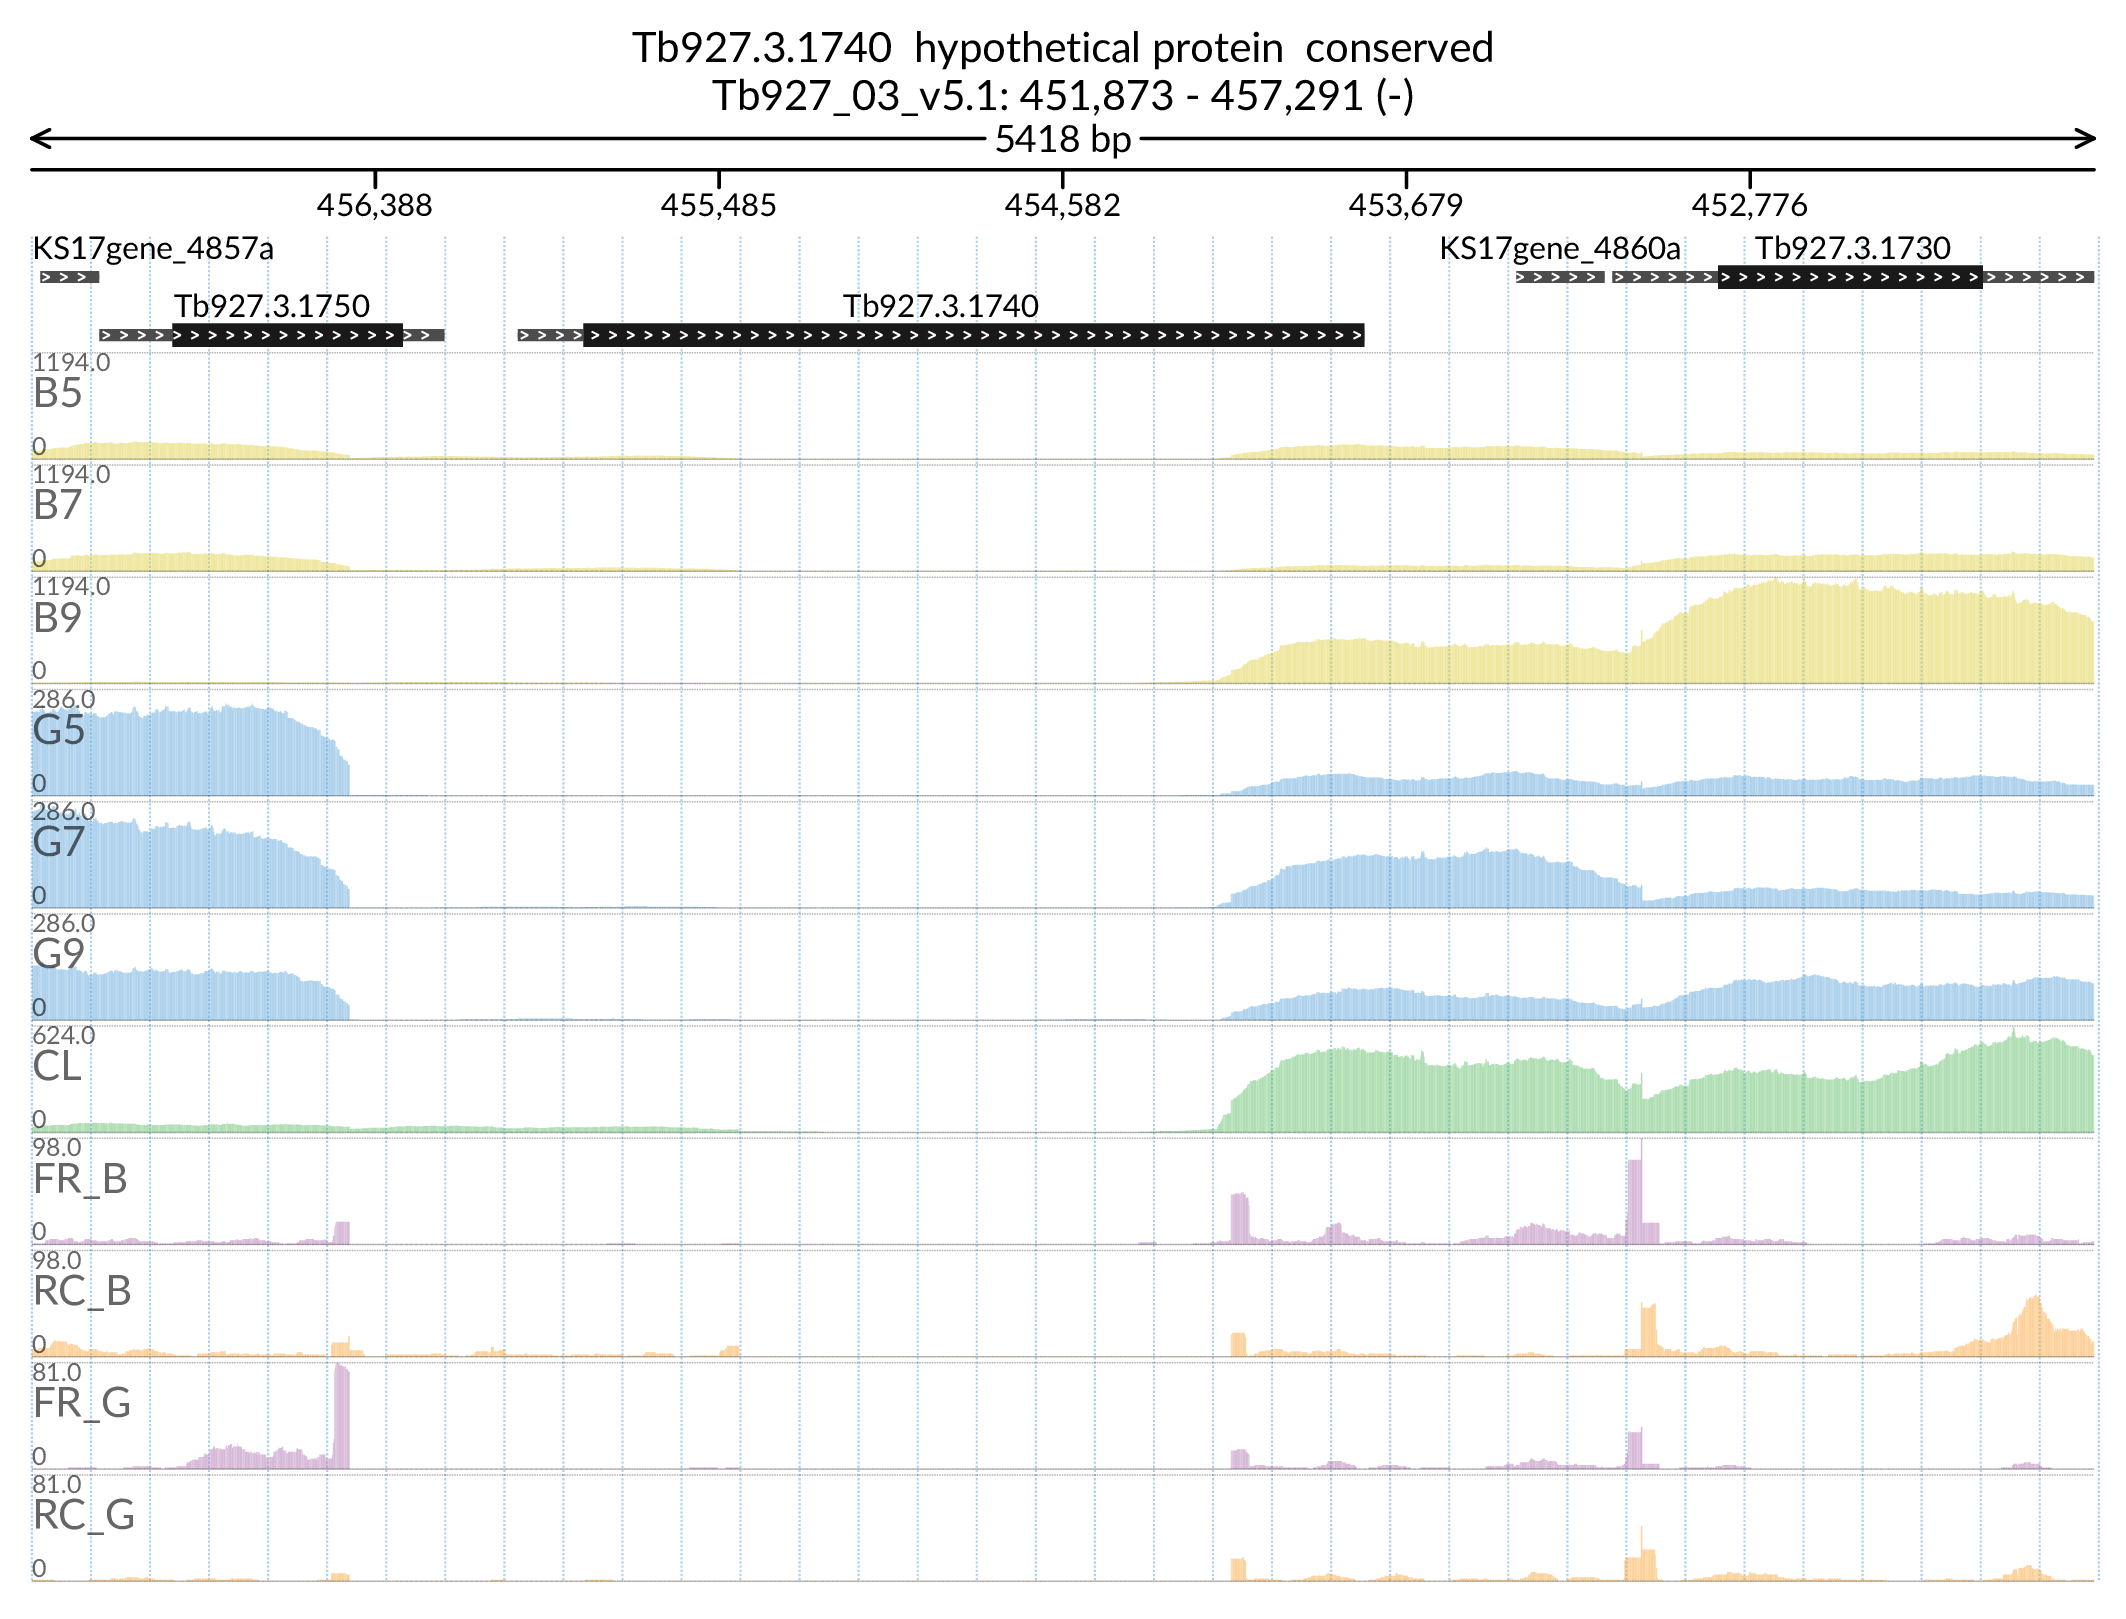 Tb927.3.1740  hypothetical protein  conserved
Tb927_03_v5.1: 451,873 - 457,291 (-)
5418 bp
456,388 455,485 454,582 453,679 452,776
KS17gene_4857a KS17gene_4860a Tb927.3.1730
Tb927.3.1750 Tb927.3.1740
1194.0
B5
0
1194.0
B7
0
1194.0
B9
0
286.0
G5
0
286.0
G7
0
286.0
G9
0
624.0
CL
0
98.0
FR_B
0
98.0
RC_B
0
81.0
FR_G
0
81.0
RC_G
0